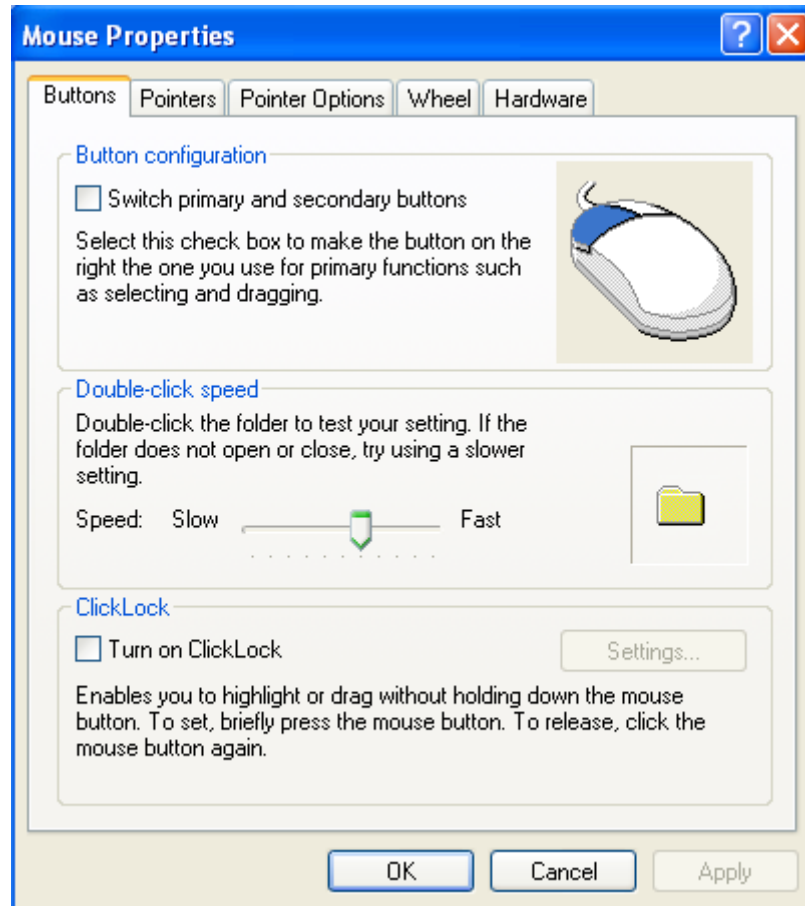 Mouse Properties
Buttons Pointers Pointer Options Wheel Hardware
Button configuration
Switch primary and secondary buttons
Select this check box to make the button on the
right the one you use for primary functions such
as selecting and dragging.
Double-click speed
Double-click the folder to test your setting. If the
folder does not open or close, try using a slower
setting.
Speed: Slow Fast
ClickLock
Turn on ClickLock Settings...
Enables you to highlight or drag without holding down the mouse
button. To set, briefly press the mouse button. To release, click the
mouse button again.
OK Cancel Apply